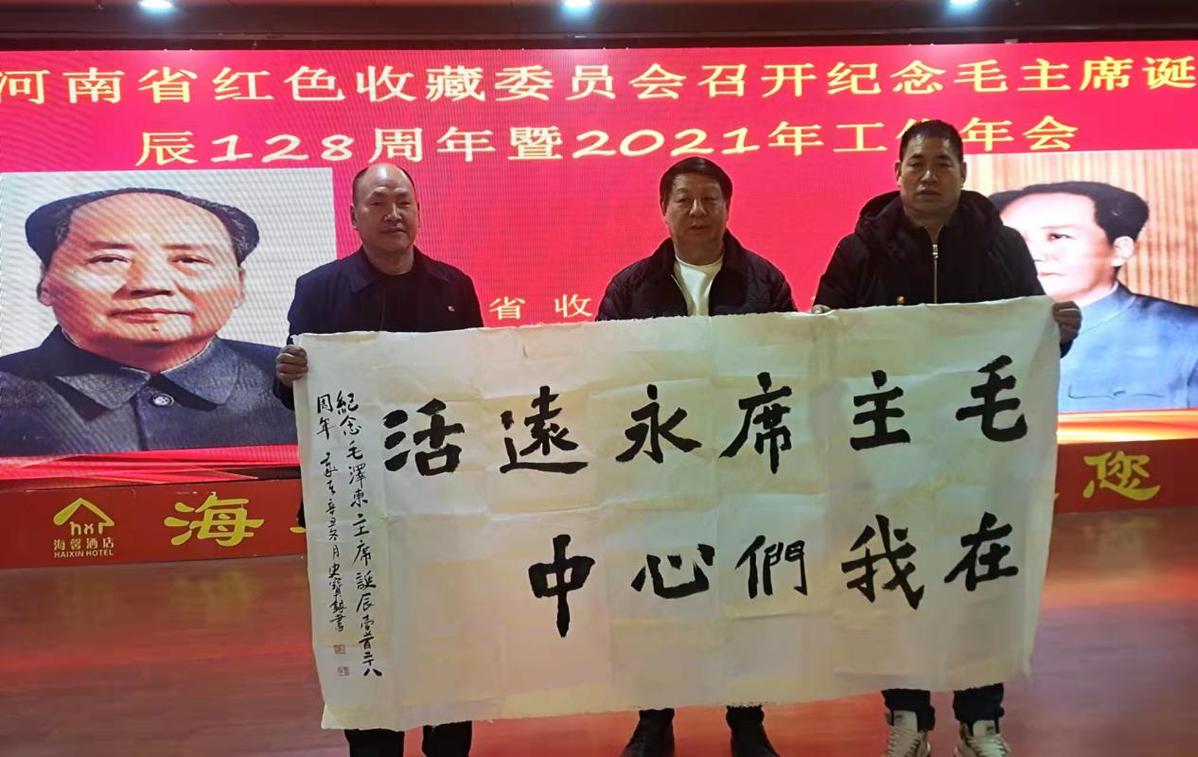 河南省红色收藏委员会召开纪念毛主席诞
辰128周年暨2021年工作年会
省收
毛主席永遠活
在我們心中
紀念毛澤東主席誕辰壹百二十八
周年
海馨酒店
HAIXIN HOTEL
海
您